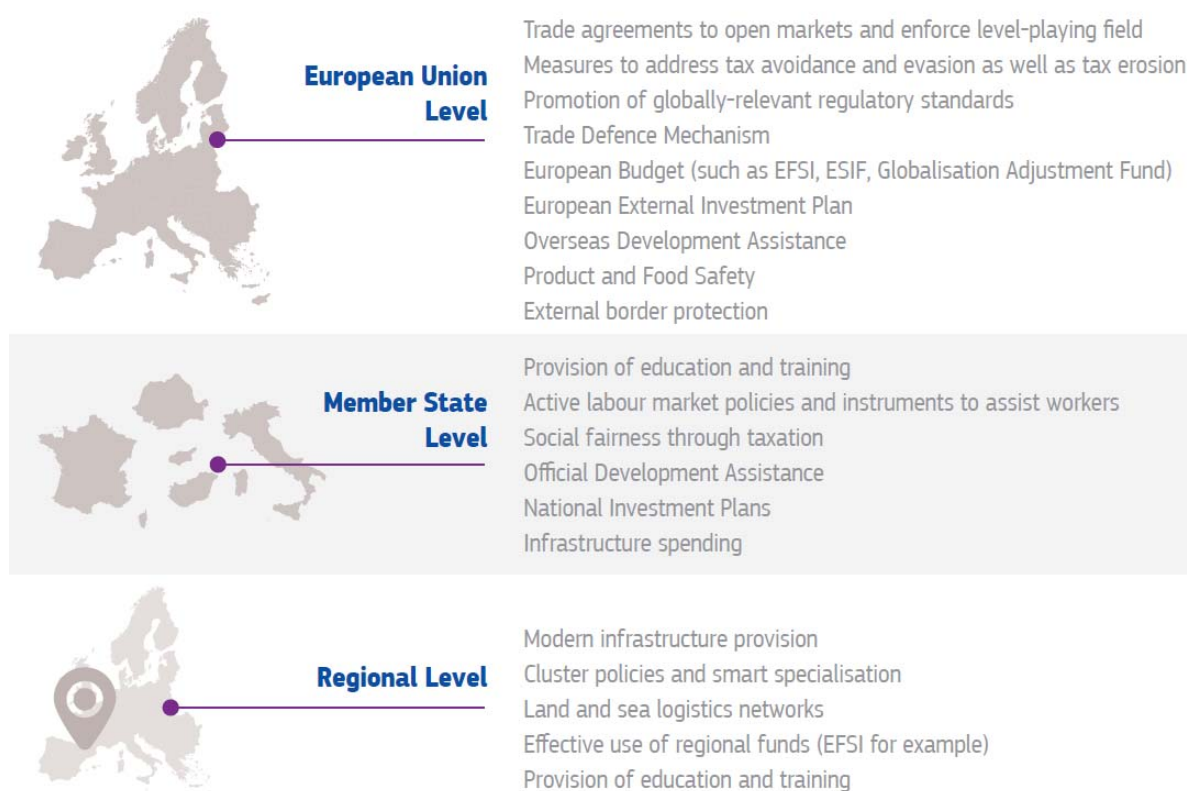 European Union
Level
Trade agreements to open markets and enforce level-playing field
Measures to address tax avoidance and evasion as well as tax erosion
Promotion of globally-relevant regulatory standards
Trade Defence Mechanism
European Budget (such as EFSI, ESIF, Globalisation Adjustment Fund)
European External Investment Plan
Overseas Development Assistance
Product and Food Safety
External border protection
Member State
Level
Provision of education and training
Active labour market policies and instruments to assist workers
Social fairness through taxation
Official Development Assistance
National Investment Plans
Infrastructure spending
Regional Level
Modern infrastructure provision
Cluster policies and smart specialisation
Land and sea logistics networks
Effective use of regional funds (EFSI for example)
Provision of education and training